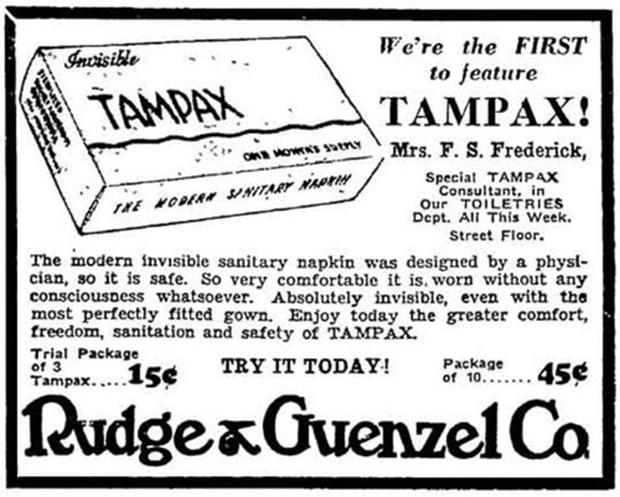 We're the FIRST
to feature
TAMPAX!
Mrs. F. S. Frederick,
Special TAMPAX
Consultant, in
Our TOILETRIES
Dept. All This Week.
Street Floor.
Invisible
TAMPAX
ONE MONTH'S SUPPLY
THE MODERN SANITARY NAPKIN
The modern invisible sanitary napkin was designed by a physi-
cian, so it is safe. So very comfortable it is, worn without any
consciousness whatsoever. Absolutely invisible, even with the
most perfectly fitted gown. Enjoy today the greater comfort,
freedom, sanitation and safety of TAMPAX.
Trial Package
of 3
Tampax.....15¢
TRY IT TODAY!
Package
of 10.......45¢
Rudge & Guenzel Co.